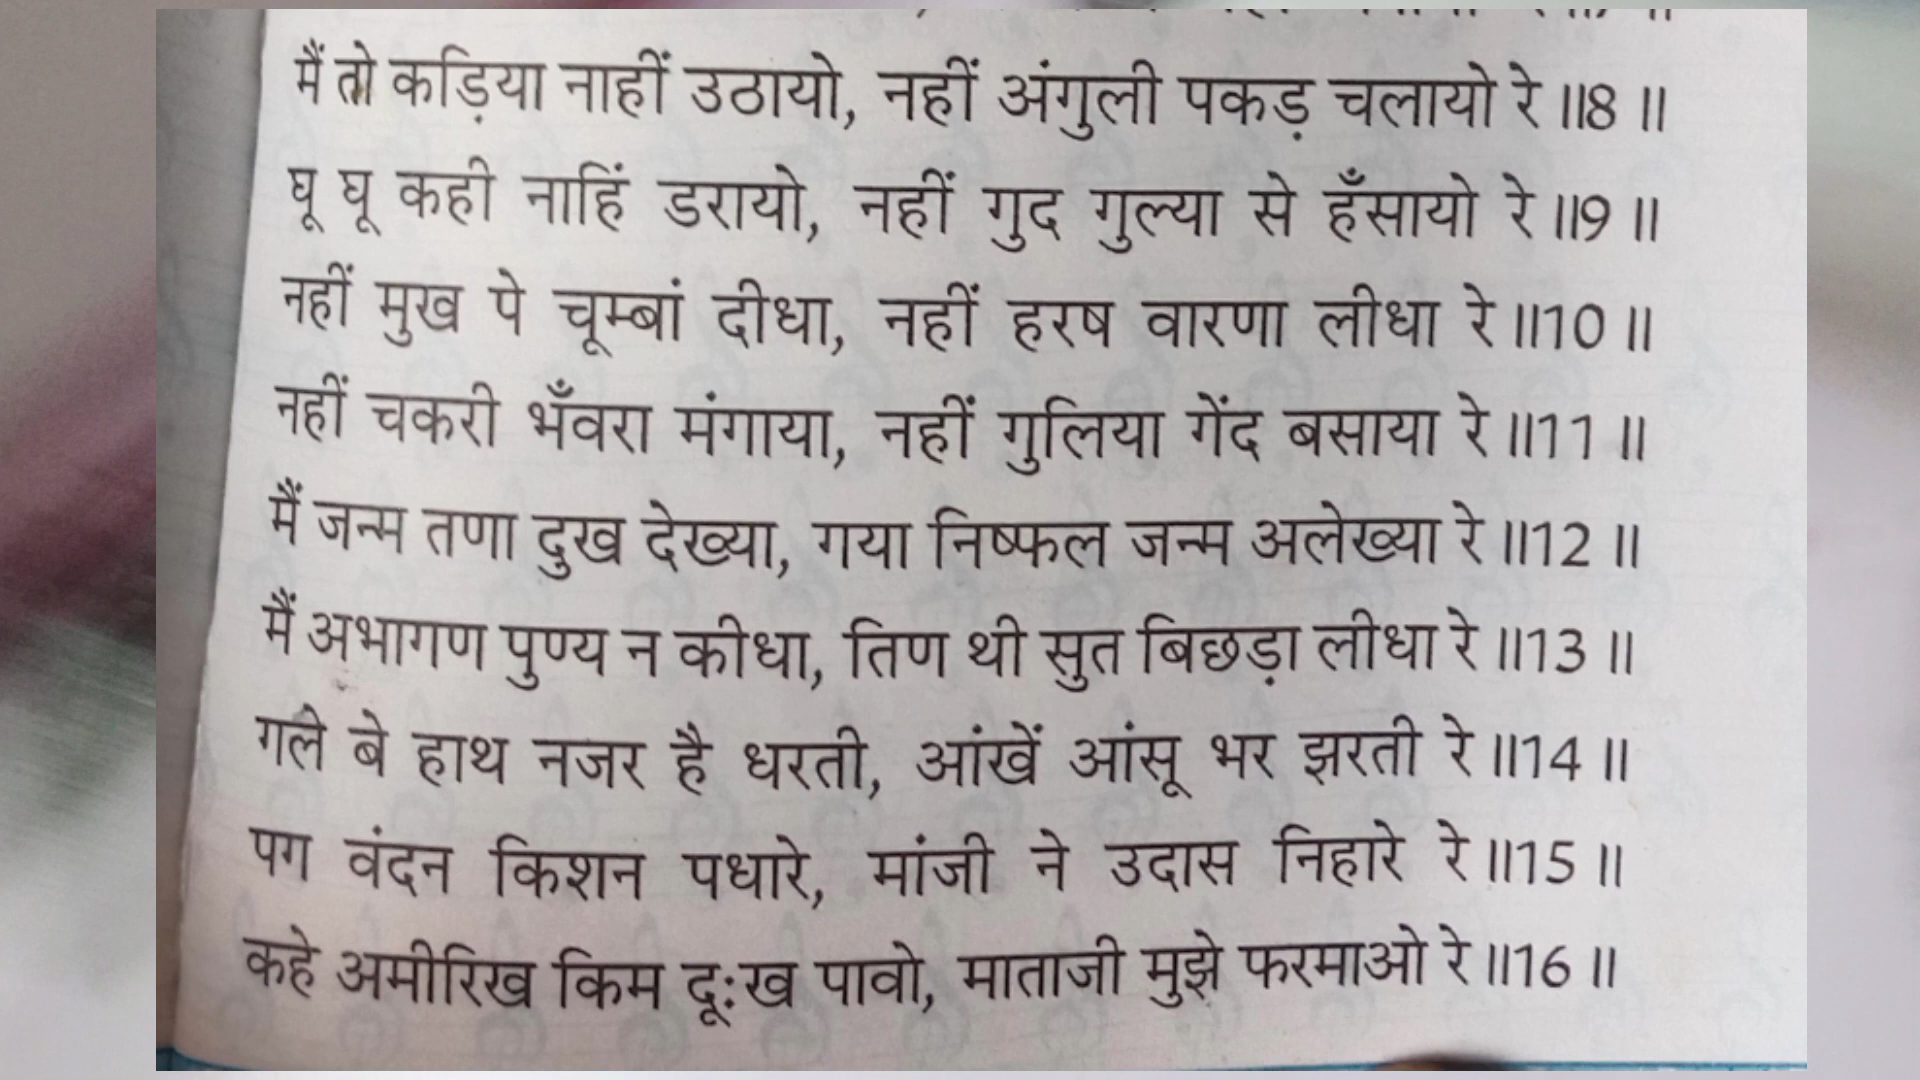 मैं तो कड़िया नाहीं उठायो, नहीं अंगुली पकड़ चलायो रे ॥8॥
घू घू कही नाहिं डरायो, नहीं गुद गुल्या से हँसायो रे ॥9॥
नहीं मुख पे चूम्बां दीधा, नहीं हरष वारणा लीधा रे ॥10॥
नहीं चकरी भँवरा मंगाया, नहीं गुलिया गेंद बसाया रे ॥11॥
मैं जन्म तणा दुख देख्या, गया निष्फल जन्म अलेख्या रे ॥12॥
मैं अभागण पुण्य न कीधा, तिण थी सुत बिछड़ा लीधा रे ॥13॥
गले बे हाथ नजर है धरती, आंखें आंसू भर झरती रे ॥14॥
पग वंदन किशन पधारे, मांजी ने उदास निहारे रे ॥15॥
कहे अमीरिख किम दू:ख पावो, माताजी मुझे फरमाओ रे ॥16॥